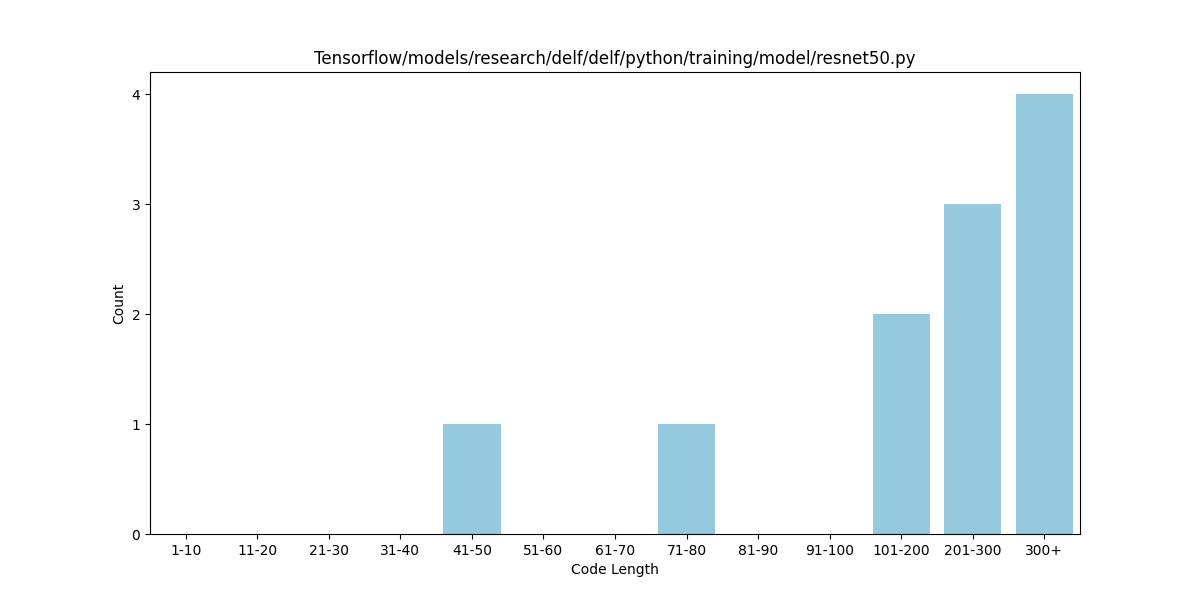 Tensorflow/models/research/delf/delf/python/training/model/resnet50.py
4
3
2
1
0
Count
1-10 11-20 21-30 31-40 41-50 51-60 61-70 71-80 81-90 91-100 101-200 201-300 300+
Code Length